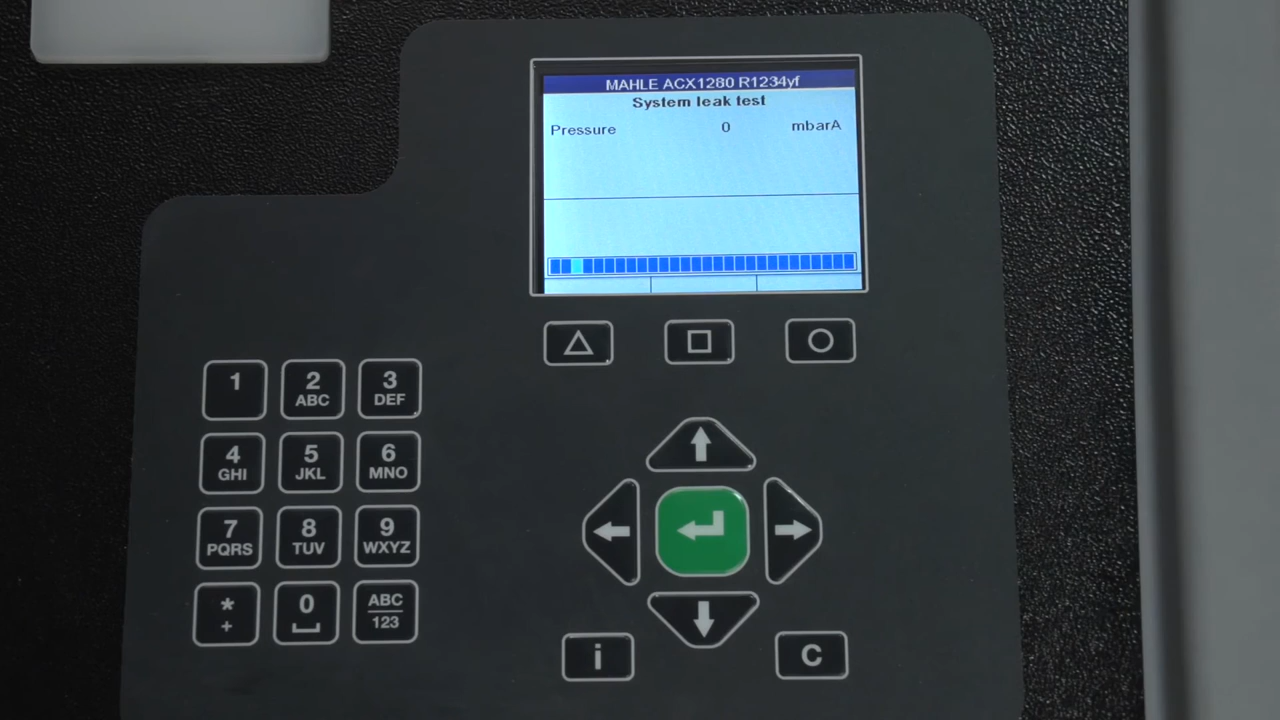 MAHLE ACX1280 R1234yf
System leak test
Pressure 0 mbarA
1
2 ABC
3 DEF
4 GHI
5 JKL
6 MNO
7 PQRS
8 TUV
9 WXYZ
* +
0
ABC 123
i
C